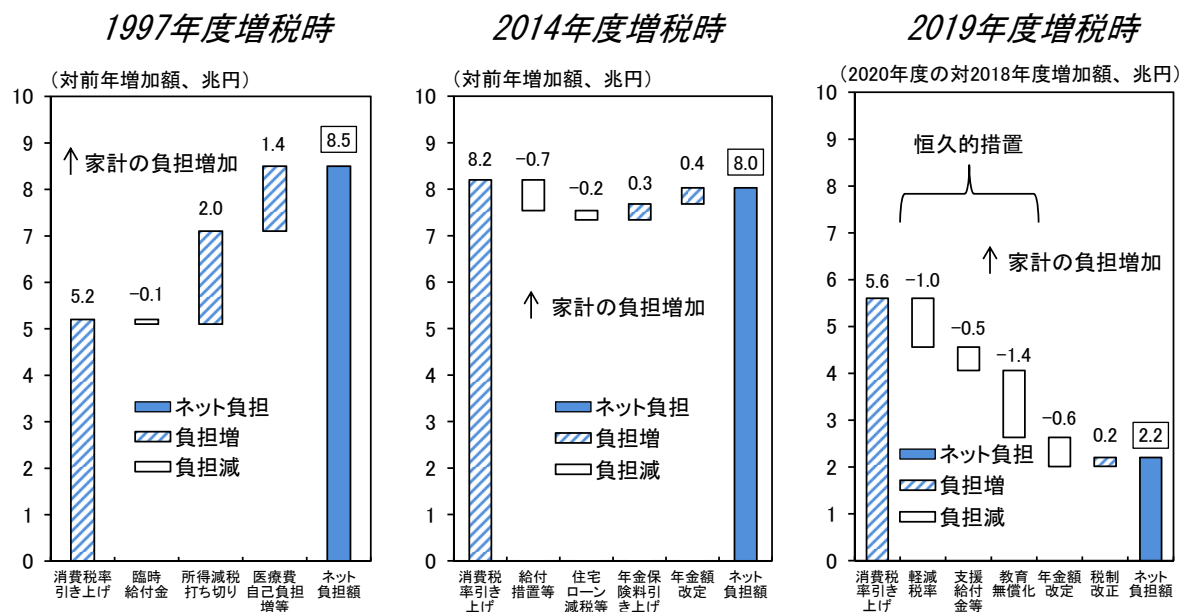 1997年度増税時
（対前年増加額、兆円）
10
9
8
7
6
5
4
3
2
1
0
↑ 家計の負担増加
5.2
−0.1
2.0
1.4
8.5
ネット負担
負担増
負担減
消費税率
引き上げ
臨時
給付金
所得減税
打ち切り
医療費
自己負担
増等
ネット
負担額
2014年度増税時
（対前年増加額、兆円）
10
9
8
7
6
5
4
3
2
1
0
8.2
−0.7
−0.2
0.3
0.4
8.0
↑ 家計の負担増加
ネット負担
負担増
負担減
消費税
率引き
上げ
給付
措置等
住宅
ローン
減税等
年金保
険料引
き上げ
年金額
改定
ネット
負担額
2019年度増税時
（2020年度の対2018年度増加額、兆円）
10
9
8
7
6
5
4
3
2
1
0
恒久的措置
↑ 家計の負担増加
5.6
−1.0
−0.5
−1.4
−0.6
0.2
2.2
ネット負担
負担増
負担減
消費税
率引き
上げ
軽減
税率
支援
給付
金等
教育
無償化
年金額
改定
税制
改正
ネット
負担額